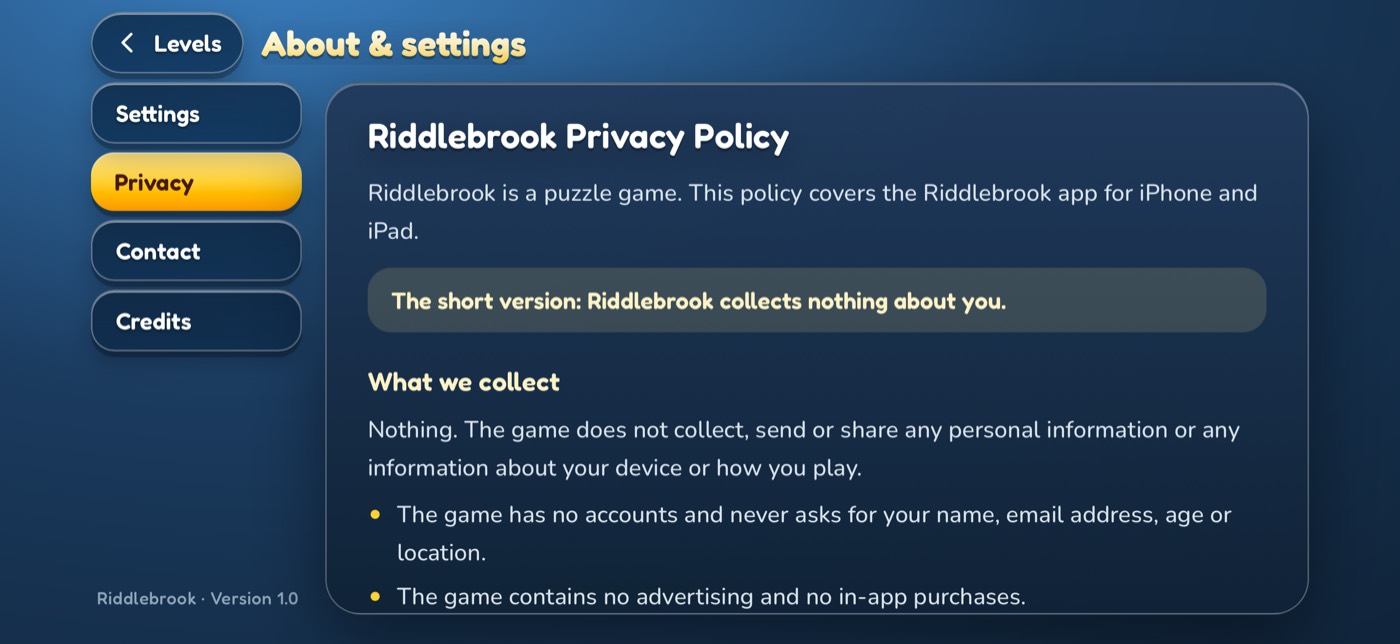 Levels
About & settings
Settings
Privacy
Contact
Credits
Riddlebrook · Version 1.0
Riddlebrook Privacy Policy
Riddlebrook is a puzzle game. This policy covers the Riddlebrook app for iPhone and
iPad.
The short version: Riddlebrook collects nothing about you.
What we collect
Nothing. The game does not collect, send or share any personal information or any
information about your device or how you play.
• The game has no accounts and never asks for your name, email address, age or
location.
• The game contains no advertising and no in-app purchases.